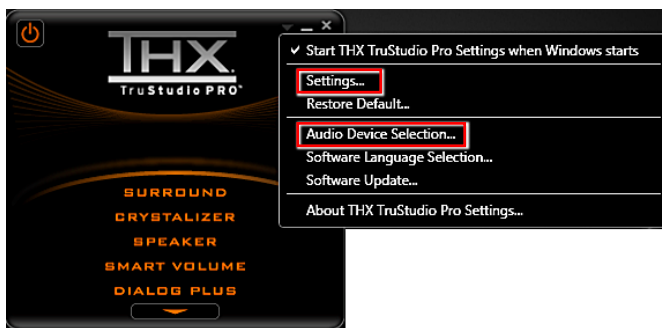 THX
TruStudio PRO™
SURROUND
CRYSTALIZER
SPEAKER
SMART VOLUME
DIALOG PLUS
✓ Start THX TruStudio Pro Settings when Windows starts
Settings...
Restore Default...
Audio Device Selection...
Software Language Selection...
Software Update...
About THX TruStudio Pro Settings...